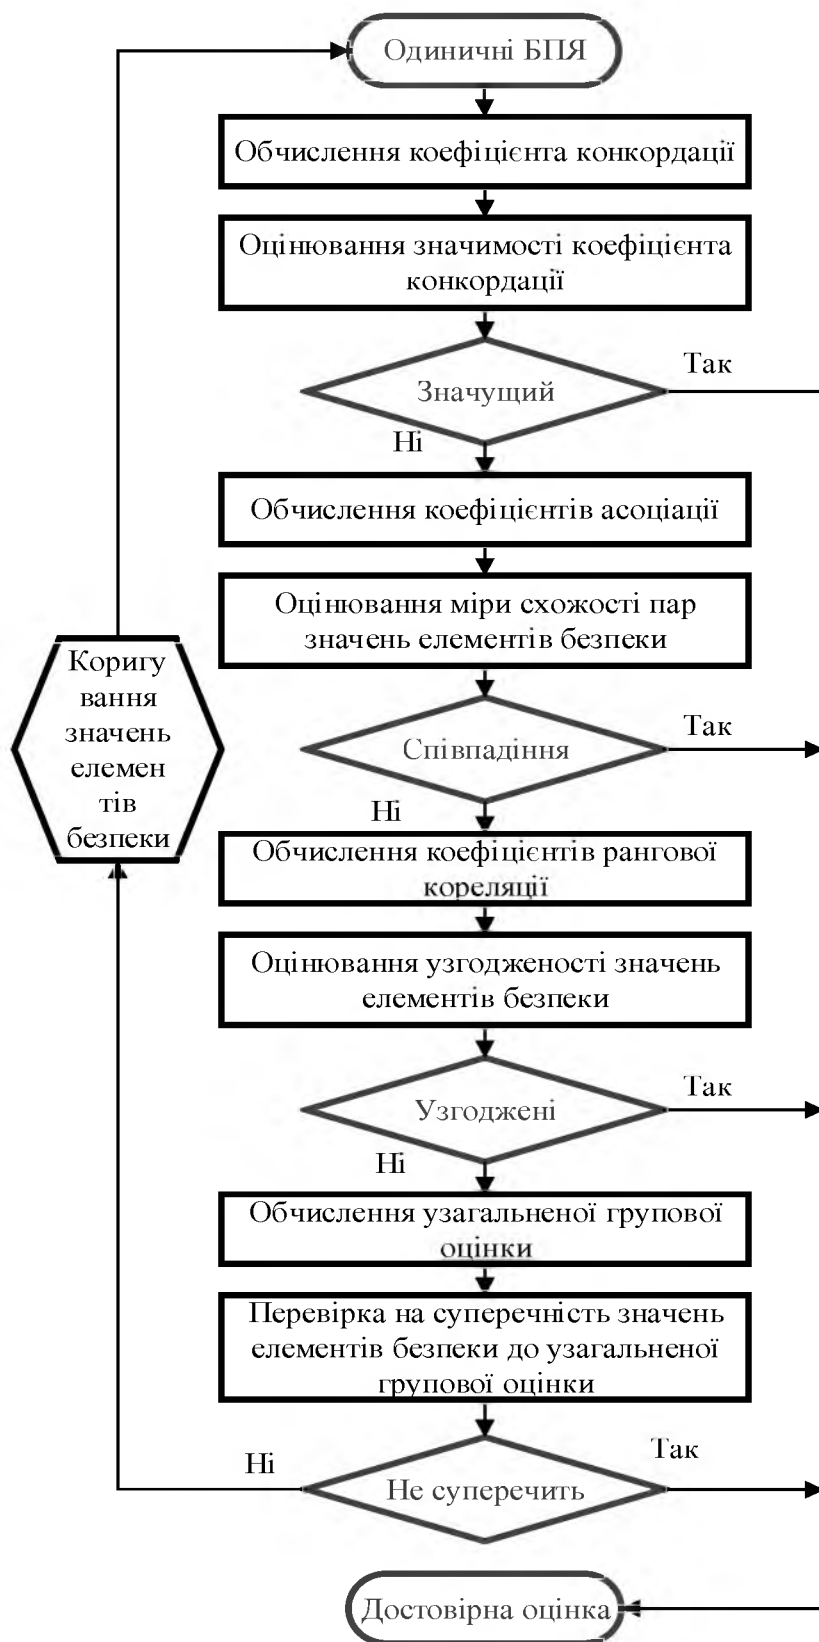 Одиничні БПЯ
Обчислення коефіцієнта конкордації
Оцінювання значимості коефіцієнта
конкордації
Так
Значущий
Ні
Обчислення коефіцієнтів асоціації
Оцінювання міри схожості пар
значень елементів безпеки
Коригу
вання
значень
елемен
тів
безпеки
Так
Співпадіння
Ні
Обчислення коефіцієнтів рангової
кореляції
Оцінювання узгодженості значень
елементів безпеки
Так
Узгоджені
Ні
Обчислення узагальненої групової
оцінки
Перевірка на суперечність значень
елементів безпеки до узагальненої
групової оцінки
Ні
Так
Не суперечить
Достовірна оцінка